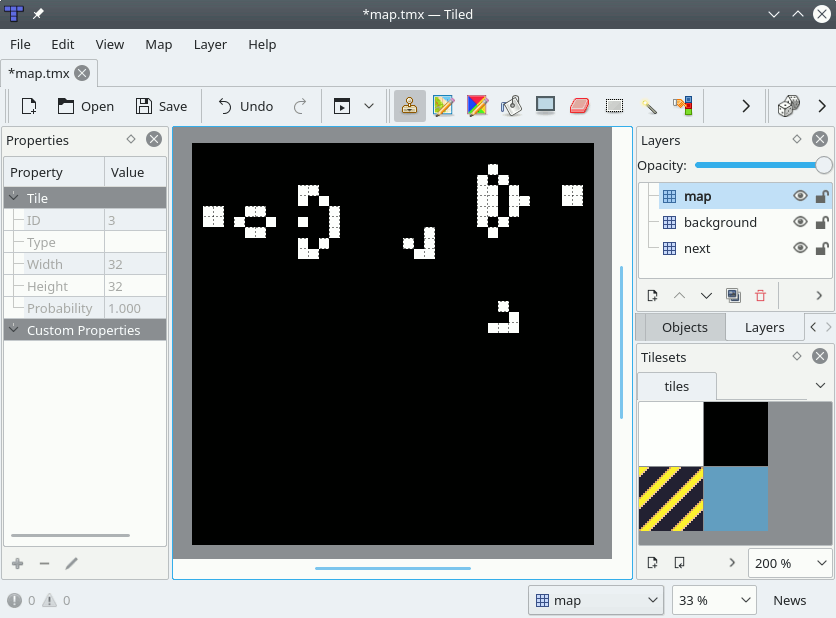 *map.tmx — Tiled
File Edit View Map Layer Help
*map.tmx
Open Save Undo
Properties
Property Value
Tile
ID 3
Type
Width 32
Height 32
Probability 1.000
Custom Properties
Layers
Opacity:
map
background
next
Objects Layers
Tilesets
tiles
200 %
0 0 map 33 % News